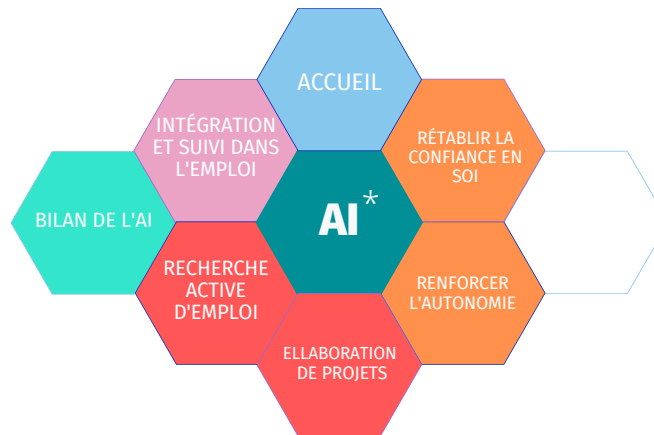 ACCUEIL
INTÉGRATION
ET SUIVI DANS
L'EMPLOI
RÉTABLIR LA
CONFIANCE EN
SOI
BILAN DE L'AI
AI*
RECHERCHE
ACTIVE
D'EMPLOI
RENFORCER
L'AUTONOMIE
ELLABORATION
DE PROJETS